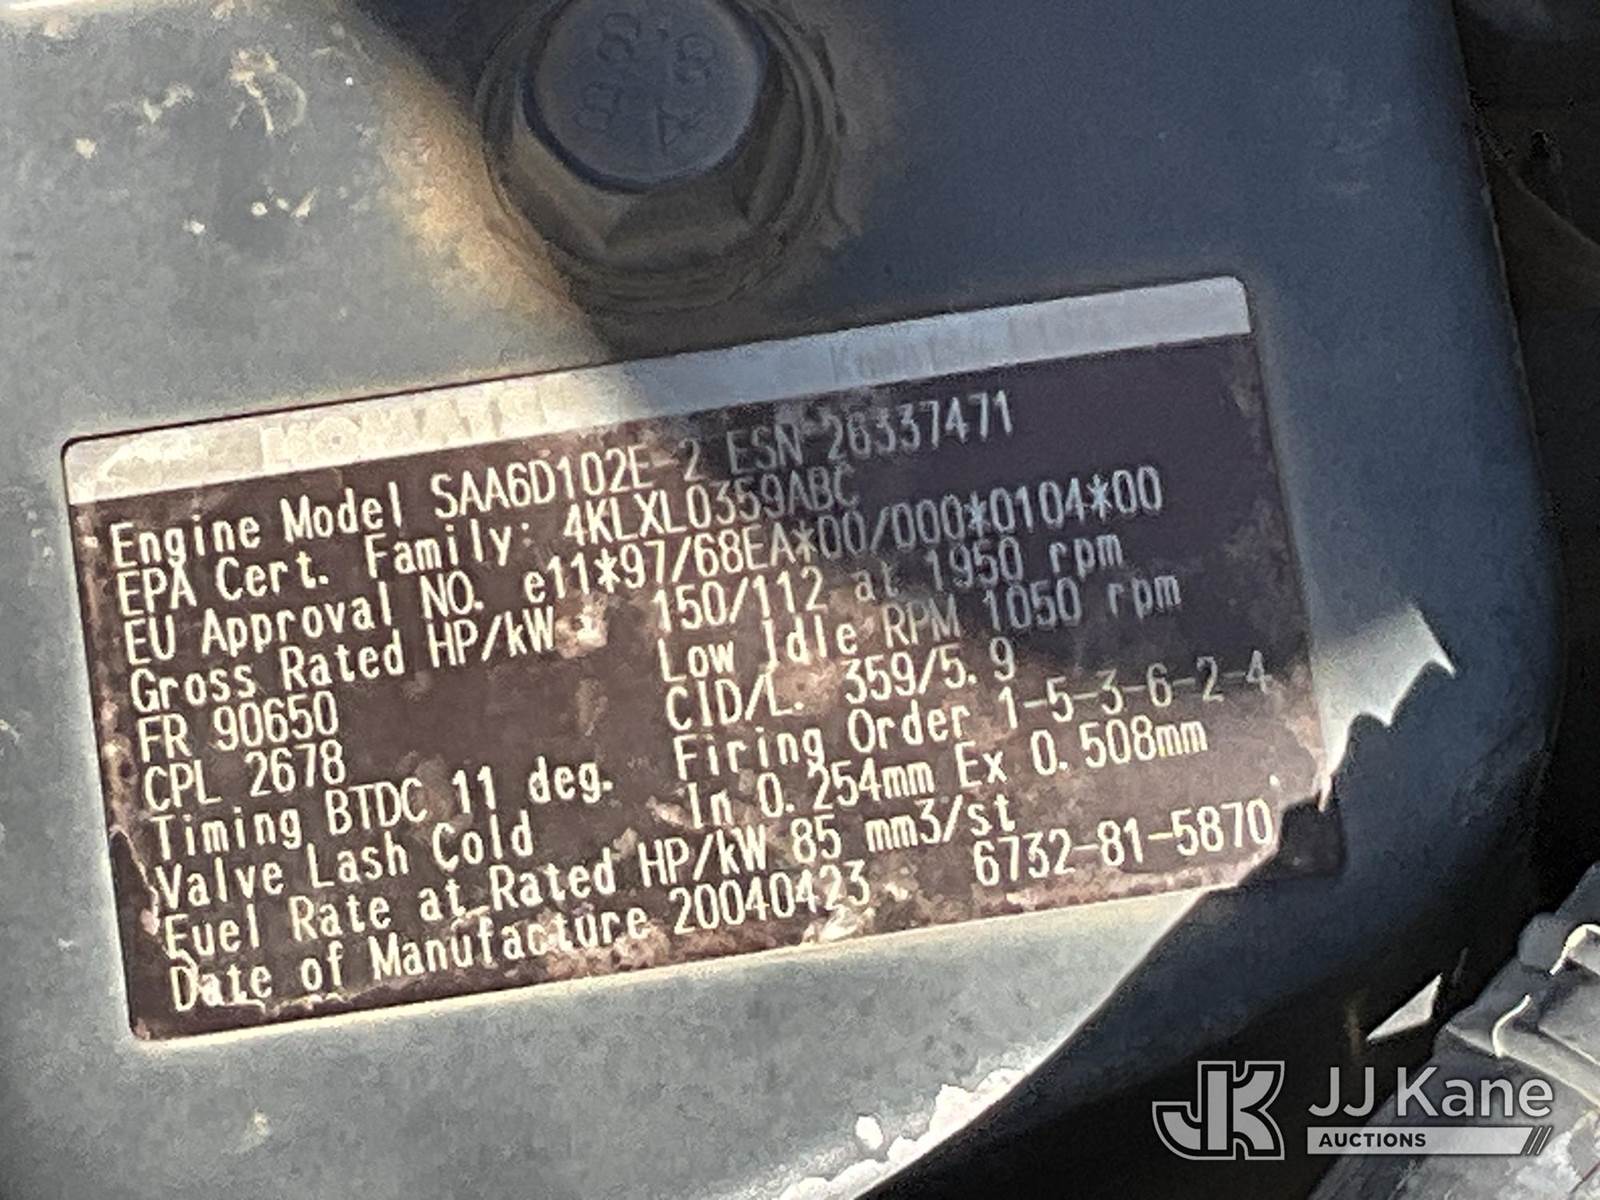 KOMATSU
Engine Model SAA6D102E-2 ESN 26337471
EPA Cert. Family: 4KLXL0359ABC
EU Approval NO. e11*97/68EA*00/000*0104*00
Gross Rated HP/kW 150/112 at 1950 rpm
FR 90650 Low Idle RPM 1050 rpm
CPL 2678 CID/L. 359/5.9
Timing BTDC 11 deg. Firing Order 1-5-3-6-2-4
Valve Lash Cold In 0.254mm Ex 0.508mm
Fuel Rate at Rated HP/kW 85 mm3/st
Date of Manufacture 20040423 6732-81-5870
JK JJ Kane
AUCTIONS